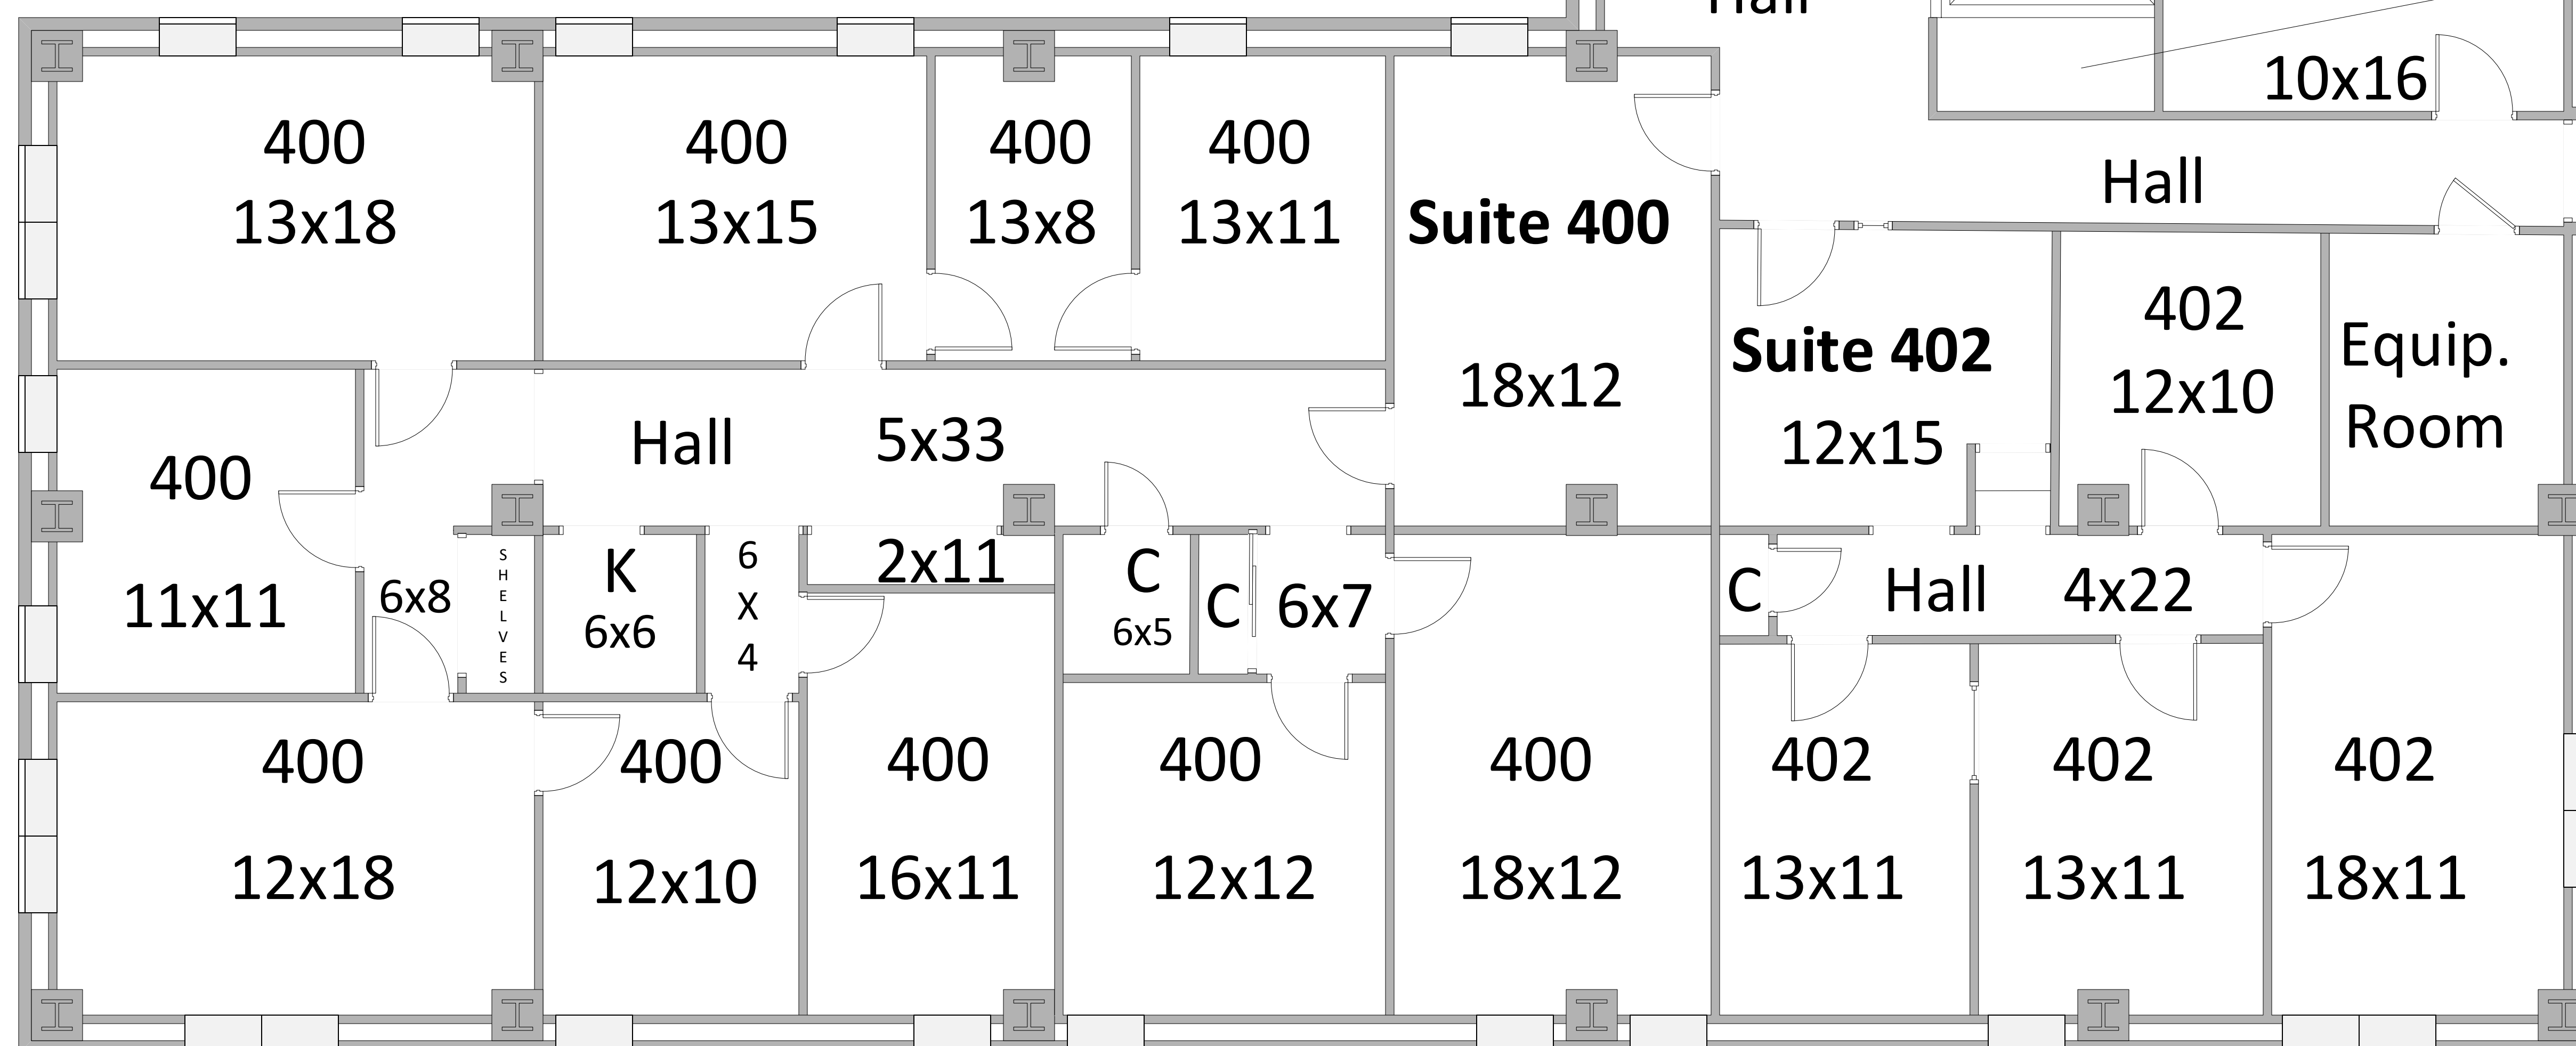 Hall
10x16
Hall
400
13x18
400
13x15
400
13x8
400
13x11
Suite 400
18x12
Suite 402
12x15
402
12x10
Equip.
Room
400
11x11
Hall 5x33
6x8
SHELVES
K
6x6
6
X
4
2x11
C
6x5
C
6x7
C
Hall 4x22
400
12x18
400
12x10
400
16x11
400
12x12
400
18x12
402
13x11
402
13x11
402
18x11